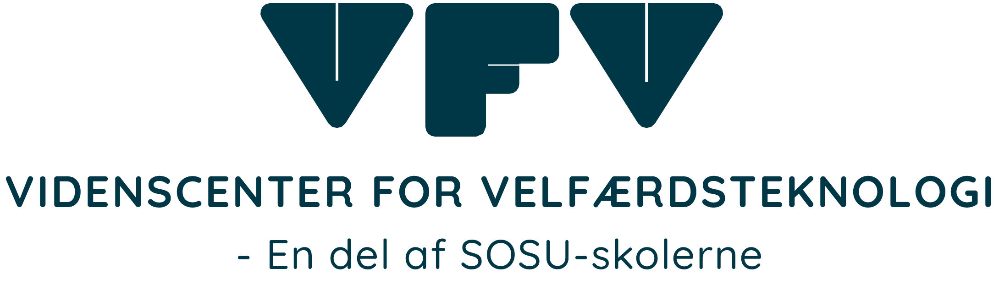 VFV
VIDENSCENTER FOR VELFÆRDSTEKNOLOGI
- En del af SOSU-skolerne